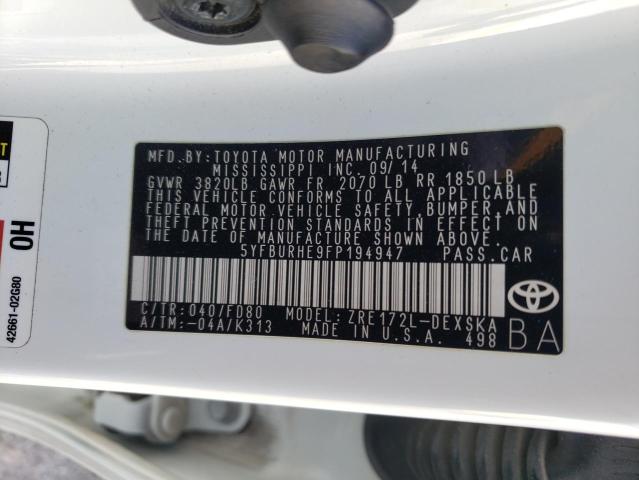 MFD. BY: TOYOTA MOTOR MANUFACTURING
MISSISSIPPI INC. 09/14
GVWR 3820LB GAWR FR 2070 LB RR 1850 LB
THIS VEHICLE CONFORMS TO ALL APPLICABLE
FEDERAL MOTOR VEHICLE SAFETY, BUMPER, AND
THEFT PREVENTION STANDARDS IN EFFECT ON
THE DATE OF MANUFACTURE SHOWN ABOVE.
5YFBURHE9FP194947 PASS.CAR
C/TR: 040/FD80 MODEL: ZRE172L-DEXSKA
A/TM: -04A/K313 MADE IN U.S.A. 498
BA
0H
42661-02G80